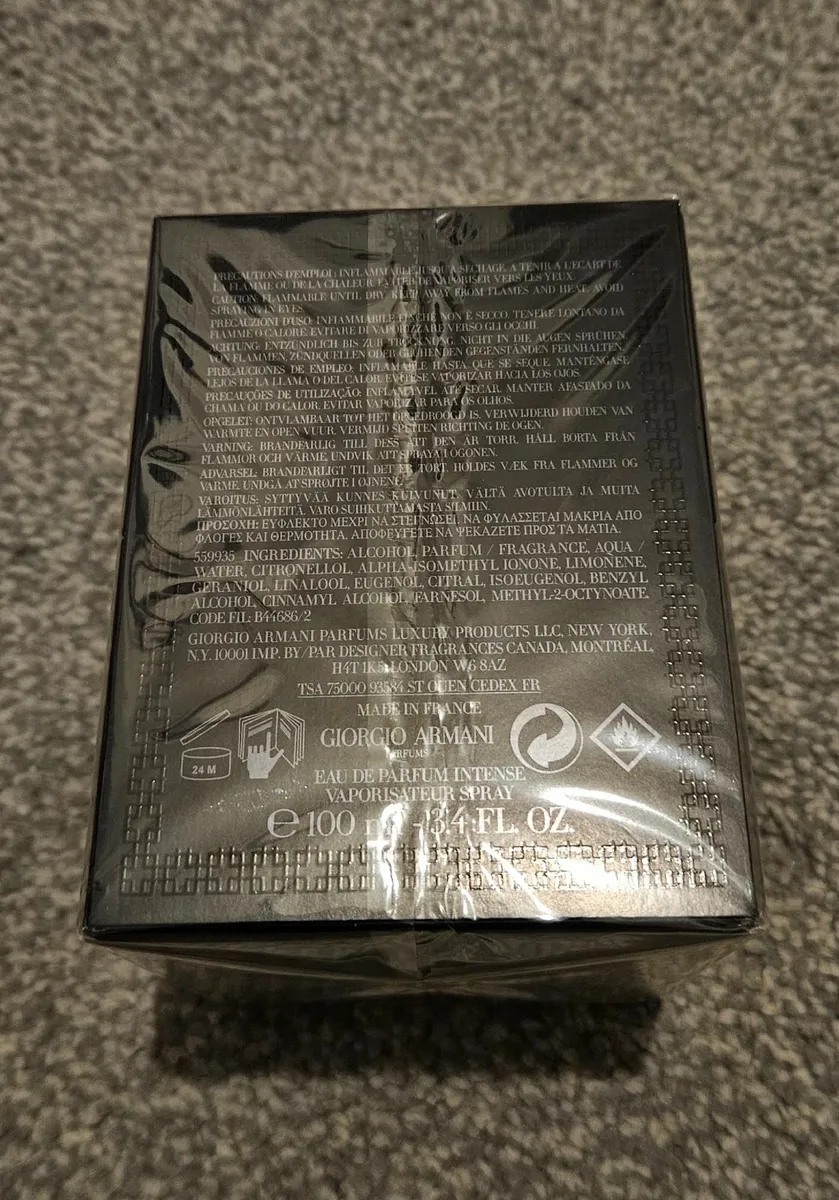 PRECAUTIONS D'EMPLOI : INFLAMMABLE JUSQU'A SECHAGE. A TENIR A L'ECART DE
LA FLAMME OU DE LA CHALEUR. EVITER DE VAPORISER VERS LES YEUX.
CAUTION: FLAMMABLE UNTIL DRY. KEEP AWAY FROM FLAMES AND HEAT. AVOID
SPRAYING IN EYES.
PRECAUZIONI D'USO: INFIAMMABILE FINCHÉ NON È SECCO. TENERE LONTANO DA
FIAMME O CALORE. EVITARE DI VAPORIZZARE VERSO GLI OCCHI.
ACHTUNG: ENTZÜNDLICH BIS ZUR NICHT IN DIE AUGEN SPRÜHEN.
VON FLAMMEN, ZÜNDQUELLEN GEGENSTÄNDEN FERNHALTEN.
PRECAUCIONES DE EMPLEO: INFLAMABLE HASTA QUE SE SEQUE. MANTÉNGASE
LEJOS DE LA LLAMA O DEL CALOR. EVÍTESE VAPORIZAR HACIA LOS OJOS.
PRECAUÇÕES DE UTILIZAÇÃO: INFLAMÁVEL ATÉ SECAR. MANTER AFASTADO DA
CHAMA OU DO CALOR. EVITAR VAPORIZAR PARA OS OLHOS.
OPGELET: ONTVLAMBAAR TOT HET OPGEDROOGD IS. VERWIJDERD HOUDEN VAN
WARMTE EN OPEN VUUR. VERMIJD SPUITEN RICHTING DE OGEN.
VARNING: BRANDFARLIG TILL DESS DEN ÄR TORR. HÅLL BORTA FRÅN
FLAMMOR OCH VÄRME. UNDVIK ATT SPRAYA I ÖGONEN.
ADVARSEL: BRANDFARLIGT TIL DET ER TØRT. HOLDES VÆK FRA FLAMMER OG
VARME. UNDGÅ AT SPRØJTE I ØJNENE.
VAROITUS: SYTTYVÄÄ KUNNES KUIVUNUT. VÄLTÄ AVOTULTA JA MUITA
LÄMMÖNLÄHTEITÄ. VARO SUIHKUTTAMASTA SILMIIN.
ΠΡΟΣΟΧΗ: ΕΥΦΛΕΚΤΟ ΜΕΧΡΙ ΝΑ ΣΤΕΓΝΩΣΕΙ. ΝΑ ΦΥΛΑΣΣΕΤΑΙ ΜΑΚΡΙΑ ΑΠΟ
ΦΛΟΓΕΣ ΚΑΙ ΘΕΡΜΟΤΗΤΑ. ΑΠΟΦΕΥΓΕΤΕ ΝΑ ΨΕΚΑΖΕΤΕ ΠΡΟΣ ΤΑ ΜΑΤΙΑ.
559935 INGREDIENTS: ALCOHOL, PARFUM / FRAGRANCE, AQUA /
WATER, CITRONELLOL, ALPHA-ISOMETHYL IONONE, LIMONENE,
GERANIOL, LINALOOL, EUGENOL, CITRAL, ISOEUGENOL, BENZYL
ALCOHOL, CINNAMYL ALCOHOL, FARNESOL, METHYL-2-OCTYNOATE.
CODE FIL: B44686/2
GIORGIO ARMANI PARFUMS LUXURY PRODUCTS LLC, NEW YORK,
N.Y. 10001 IMP. BY/PAR DESIGNER FRAGRANCES CANADA, MONTRÉAL,
H4T 1K5, LONDON W6 8AZ
TSA 75000 93584 ST OUEN CEDEX FR
MADE IN FRANCE
24 M
GIORGIO ARMANI
PARFUMS
EAU DE PARFUM INTENSE
VAPORISATEUR SPRAY
℮ 100 - 3.4 FL. OZ.